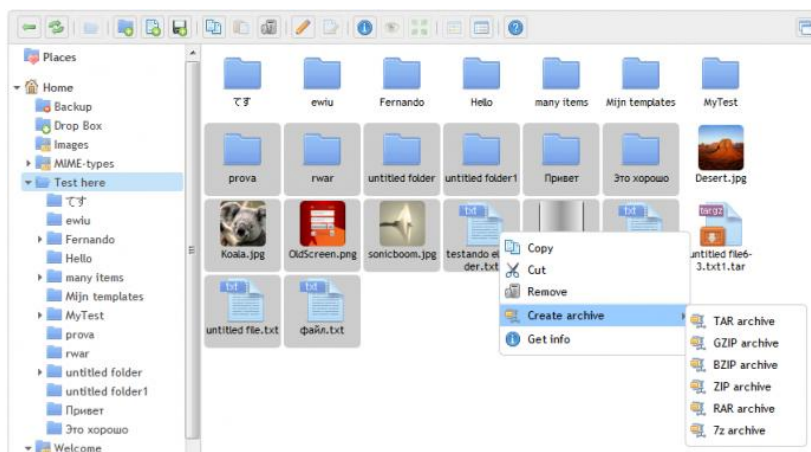 Places
Home
Backup
Drop Box
Images
MIME-types
Test here
てす
ewiu
Fernando
Hello
many items
Mijn templates
MyTest
prova
rwar
untitled folder
untitled folder1
Привет
Это хорошо
Welcome
てす
ewiu
Fernando
Hello
many items
Mijn templates
MyTest
prova
rwar
untitled folder
untitled folder1
Привет
Это хорошо
Desert.jpg
txt
txt
targz
Koala.jpg
OldScreen.png
sonicboom.jpg
testando el
der.txt
untitled file6-
3.txt1.tar
txt
txt
untitled file.txt
файл.txt
Copy
Cut
Remove
Create archive
Get info
TAR archive
GZIP archive
BZIP archive
ZIP archive
RAR archive
7z archive